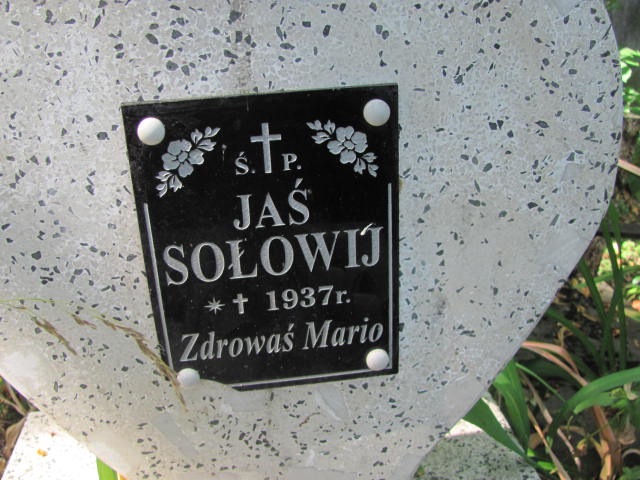 Ś. P.
JAŚ
SOŁOWIJ
* † 1937r.
Zdrowaś Mario